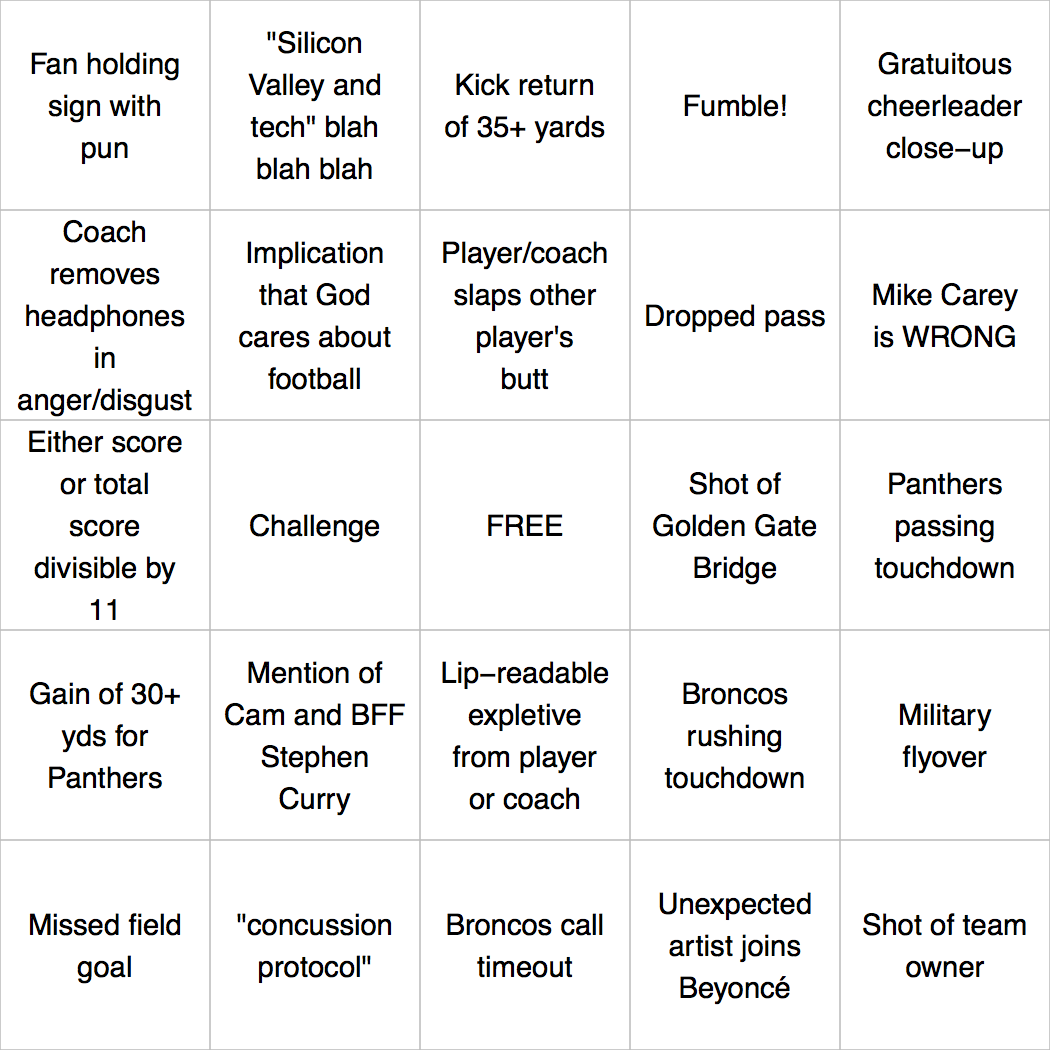 Fan holding
sign with
pun
"Silicon
Valley and
tech" blah
blah blah
Kick return
of 35+ yards
Fumble!
Gratuitous
cheerleader
close–up
Coach
removes
headphones
in
anger/disgust
Implication
that God
cares about
football
Player/coach
slaps other
player's
butt
Dropped pass
Mike Carey
is WRONG
Either score
or total
score
divisible by
11
Challenge
FREE
Shot of
Golden Gate
Bridge
Panthers
passing
touchdown
Gain of 30+
yds for
Panthers
Mention of
Cam and BFF
Stephen
Curry
Lip–readable
expletive
from player
or coach
Broncos
rushing
touchdown
Military
flyover
Missed field
goal
"concussion
protocol"
Broncos call
timeout
Unexpected
artist joins
Beyoncé
Shot of team
owner